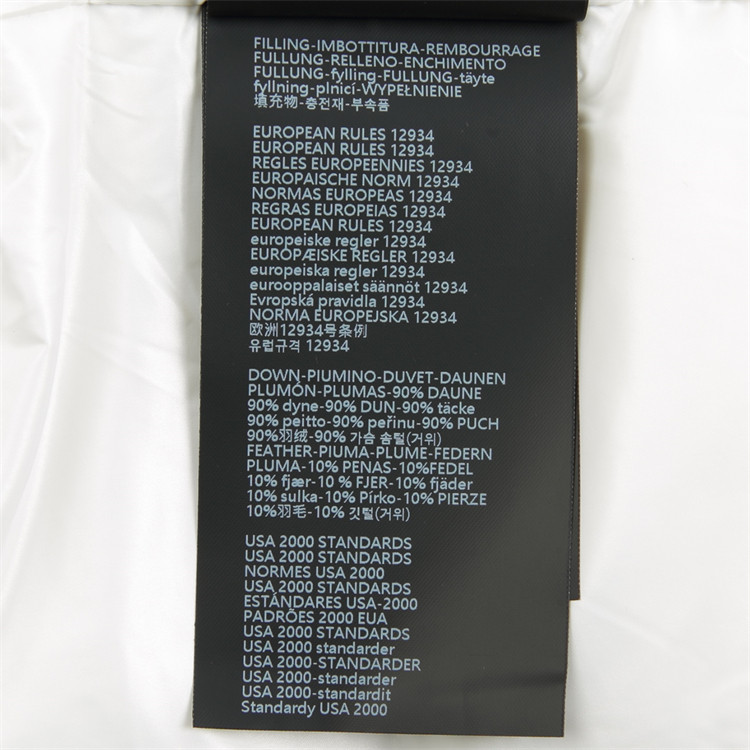 FILLING-IMBOTTITURA-REMBOURRAGE
FULLUNG-RELLENO-ENCHIMENTO
FULLUNG-fylling-FULLUNG-täyte
fyllning-plnicí-WYPEŁNIENIE
填充物-충전재-부속품
EUROPEAN RULES 12934
EUROPEAN RULES 12934
REGLES EUROPEENNIES 12934
EUROPAISCHE NORM 12934
NORMAS EUROPEAS 12934
REGRAS EUROPEIAS 12934
EUROPEAN RULES 12934
europeiske regler 12934
EUROPÆISKE REGLER 12934
europeiska regler 12934
eurooppalaiset säännöt 12934
Evropská pravidla 12934
NORMA EUROPEJSKA 12934
欧洲12934号条例
유럽규격 12934
DOWN-PIUMINO-DUVET-DAUNEN
PLUMÓN-PLUMAS-90% DAUNE
90% dyne-90% DUN-90% täcke
90% peitto-90% peřinu-90% PUCH
90%羽绒-90% 가슴 솜털(거위)
FEATHER-PIUMA-PLUME-FEDERN
PLUMA-10% PENAS-10%FEDEL
10% fjær-10 % FJER-10% fjäder
10% sulka-10% Pírko-10% PIERZE
10%羽毛-10% 깃털(거위)
USA 2000 STANDARDS
USA 2000 STANDARDS
NORMES USA 2000
USA 2000 STANDARDS
ESTÁNDARES USA-2000
PADRÕES 2000 EUA
USA 2000 STANDARDS
USA 2000 standarder
USA 2000-STANDARDER
USA 2000-standarder
USA 2000-standardit
Standardy USA 2000